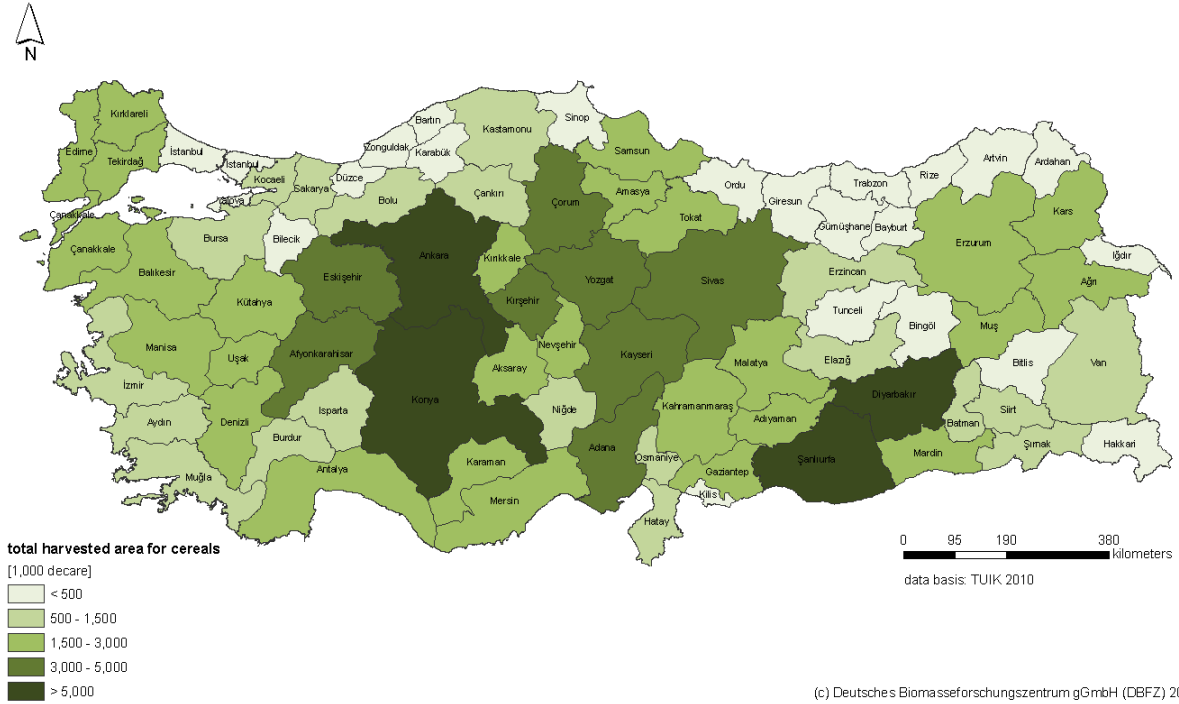 N
Kırklareli
Edirne
Tekirdağ
İstanbul
İstanbul
Kocaeli
Yalova
Sakarya
Düzce
Zonguldak
Bartın
Karabük
Kastamonu
Sinop
Samsun
Ordu
Giresun
Trabzon
Rize
Artvin
Ardahan
Çanakkale
Çanakkale
Balıkesir
Bursa
Bilecik
Bolu
Çankırı
Çorum
Amasya
Tokat
Gümüşhane
Bayburt
Erzurum
Kars
Iğdır
Ağrı
Eskişehir
Ankara
Kırıkkale
Yozgat
Sivas
Erzincan
Tunceli
Bingöl
Muş
Kütahya
Kırşehir
Manisa
Uşak
Afyonkarahisar
Konya
Aksaray
Nevşehir
Kayseri
Malatya
Elazığ
Diyarbakır
Bitlis
Van
İzmir
Aydın
Denizli
Isparta
Burdur
Niğde
Kahramanmaraş
Adıyaman
Batman
Siirt
Şırnak
Hakkari
Muğla
Antalya
Karaman
Mersin
Adana
Osmaniye
Gaziantep
Kilis
Hatay
Şanlıurfa
Mardin
total harvested area for cereals
[1,000 decare]
< 500
500 - 1,500
1,500 - 3,000
3,000 - 5,000
> 5,000
0 95 190 380
kilometers
data basis: TUIK 2010
(c) Deutsches Biomasseforschungszentrum gGmbH (DBFZ)